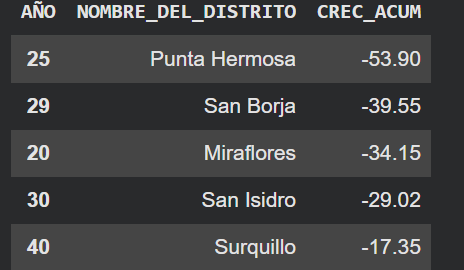 AÑO NOMBRE_DEL_DISTRITO CREC_ACUM
25 Punta Hermosa -53.90
29 San Borja -39.55
20 Miraflores -34.15
30 San Isidro -29.02
40 Surquillo -17.35